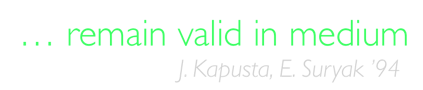 … remain valid in medium
J. Kapusta, E. Suryak '94